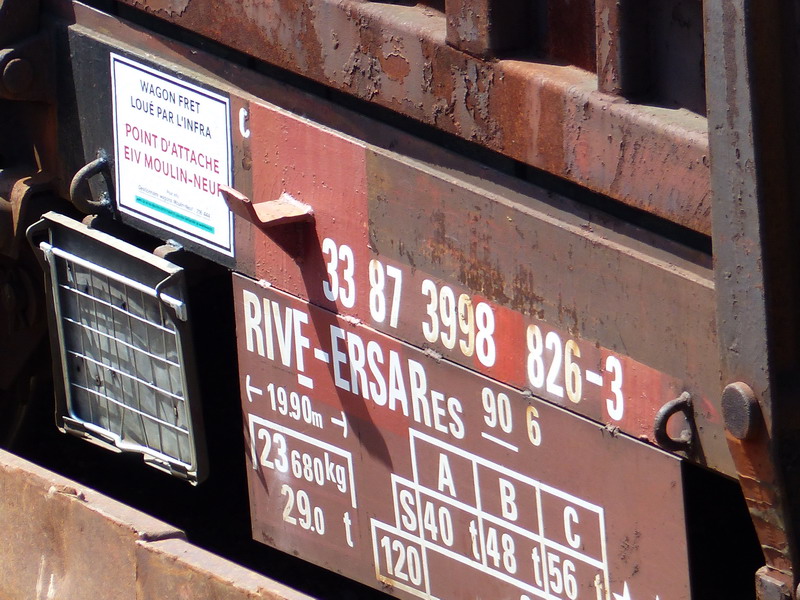 WAGON FRET
LOUÉ PAR L'INFRA
POINT D'ATTACHE
EIV MOULIN-NEUF
C
33 87 3998 826-3
RIVE-ERSARES 90 6
19.90m
23 680kg
29.0 t
A B C
S 40 t 48 t 56 t
120